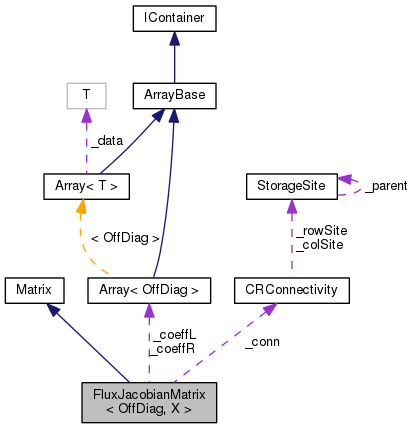 IContainer
T
ArrayBase
_data
Array< T >
StorageSite
_parent
< OffDiag >
_rowSite
_colSite
Matrix
Array< OffDiag >
CRConnectivity
_coeffL
_coeffR
_conn
FluxJacobianMatrix
< OffDiag, X >